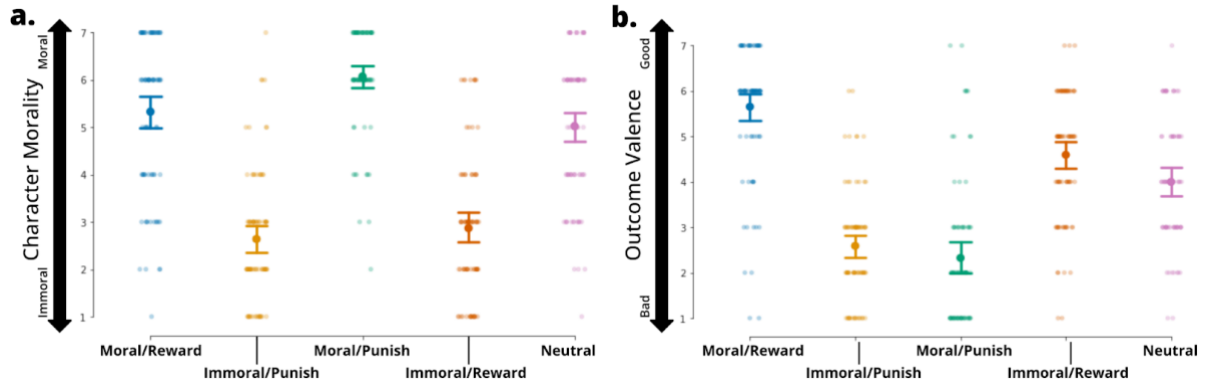 a.
Character Morality
Moral
Immoral
7
6
5
4
3
2
1
Moral/Reward
Immoral/Punish
Moral/Punish
Immoral/Reward
Neutral
b.
Outcome Valence
Good
Bad
7
6
5
4
3
2
1
Moral/Reward
Immoral/Punish
Moral/Punish
Immoral/Reward
Neutral